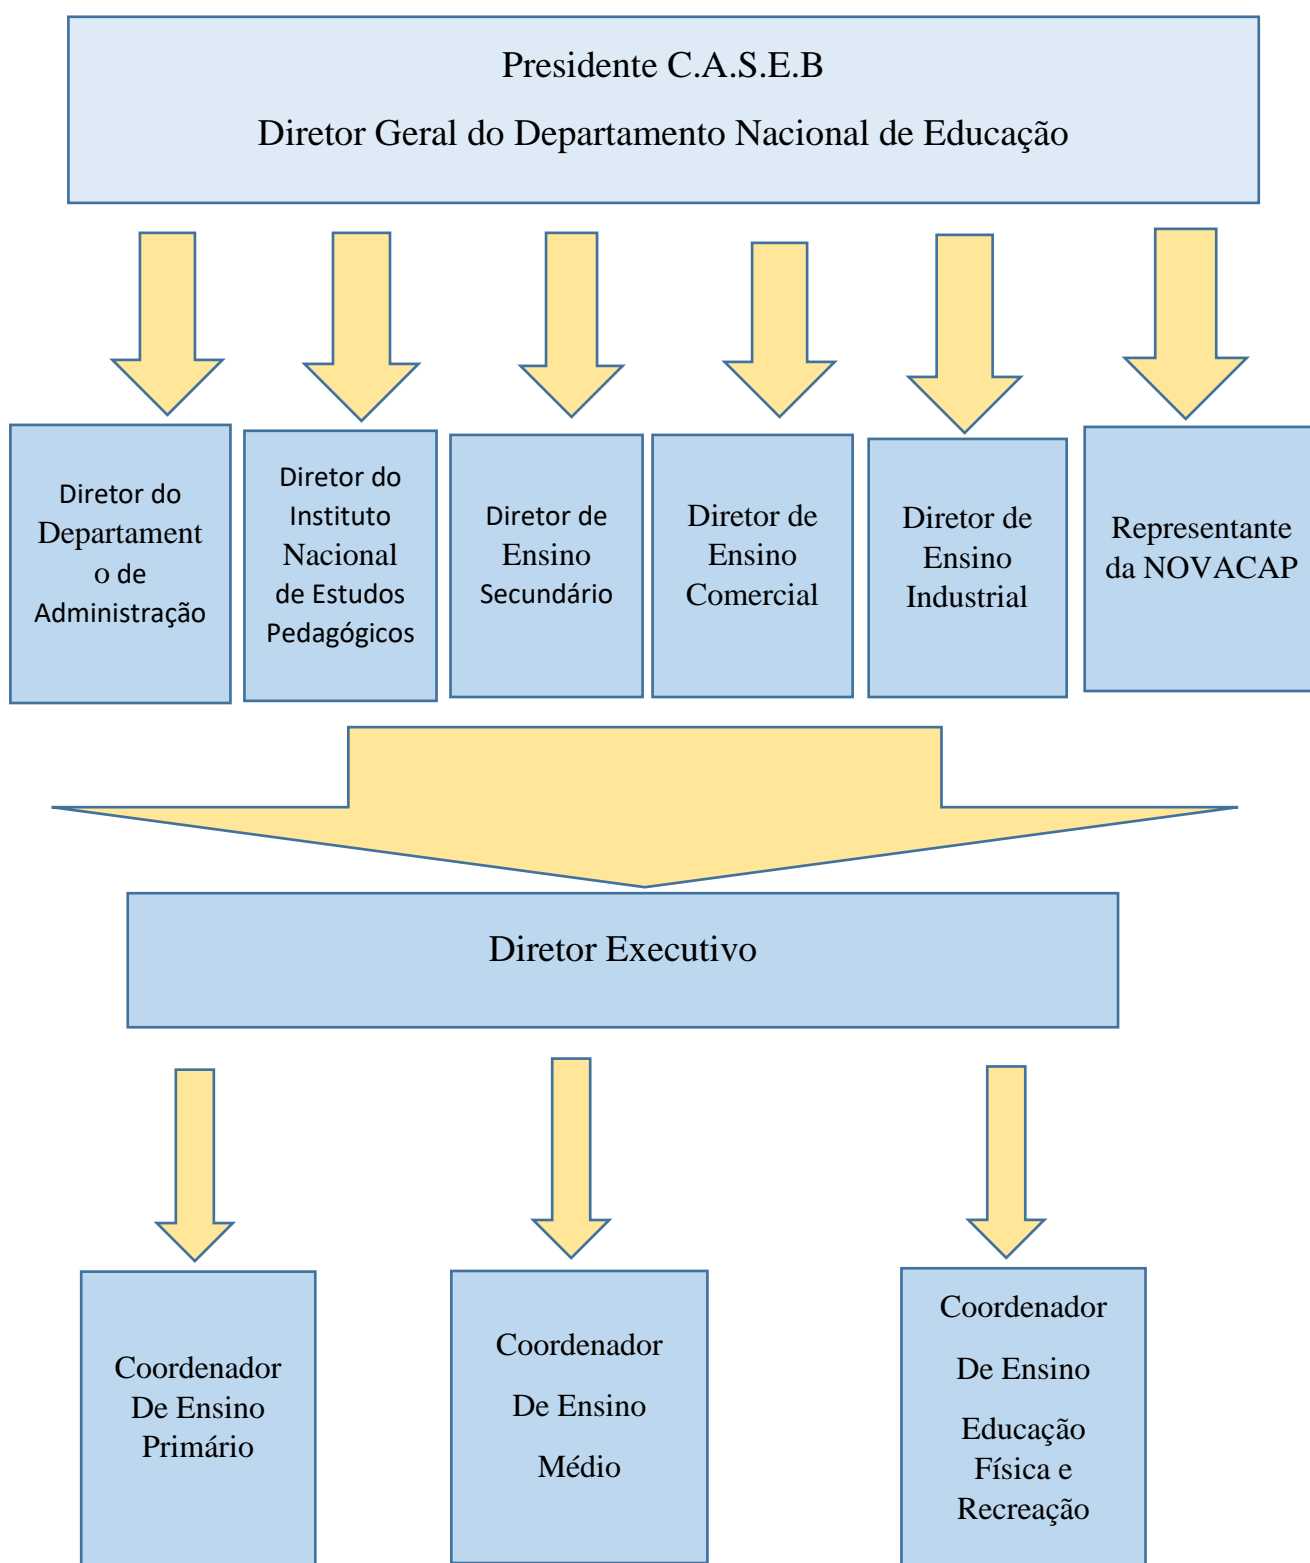 Presidente C.A.S.E.B
Diretor Geral do Departamento Nacional de Educação
Diretor do
Departament
o de
Administração
Diretor do
Instituto
Nacional
de Estudos
Pedagógicos
Diretor de
Ensino
Secundário
Diretor de
Ensino
Comercial
Diretor de
Ensino
Industrial
Representante
da NOVACAP
Diretor Executivo
Coordenador
De Ensino
Primário
Coordenador
De Ensino
Médio
Coordenador
De Ensino
Educação
Física e
Recreação